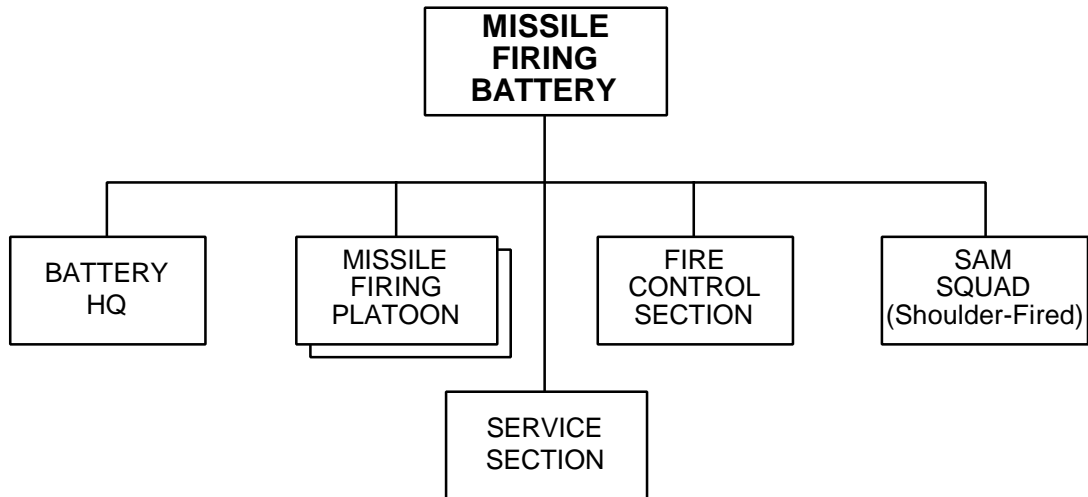 MISSILE
FIRING
BATTERY
BATTERY
HQ
MISSILE
FIRING
PLATOON
FIRE
CONTROL
SECTION
SAM
SQUAD
(Shoulder-Fired)
SERVICE
SECTION